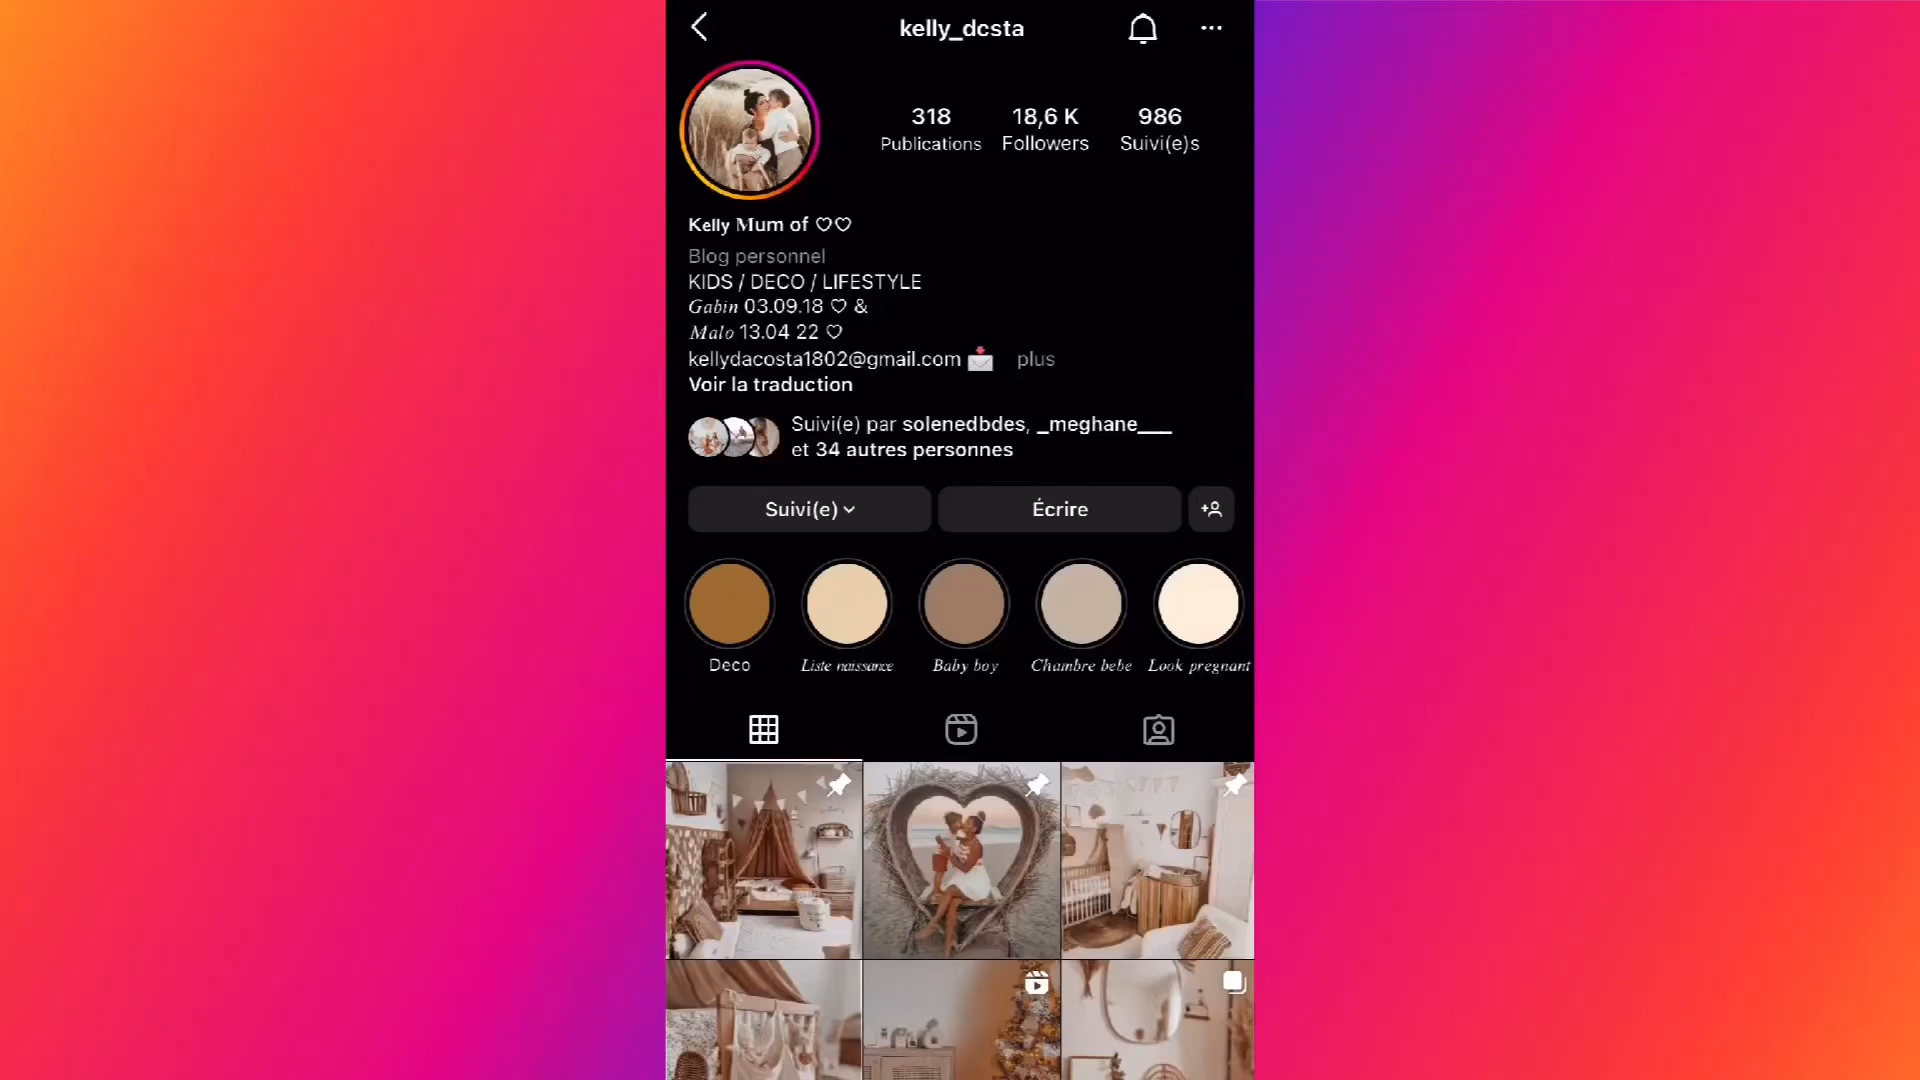 kelly_dcsta
318 18,6 K 986
Publications Followers Suivi(e)s
Kelly Mum of ♡♡
Blog personnel
KIDS / DECO / LIFESTYLE
Gabin 03.09.18 ♡ &
Malo 13.04 22 ♡
kellydacosta1802@gmail.com 📩 plus
Voir la traduction
Suivi(e) par solenedbdes, _meghane___
et 34 autres personnes
Suivi(e) Écrire
Deco Liste naissance Baby boy Chambre bebe Look pregnant